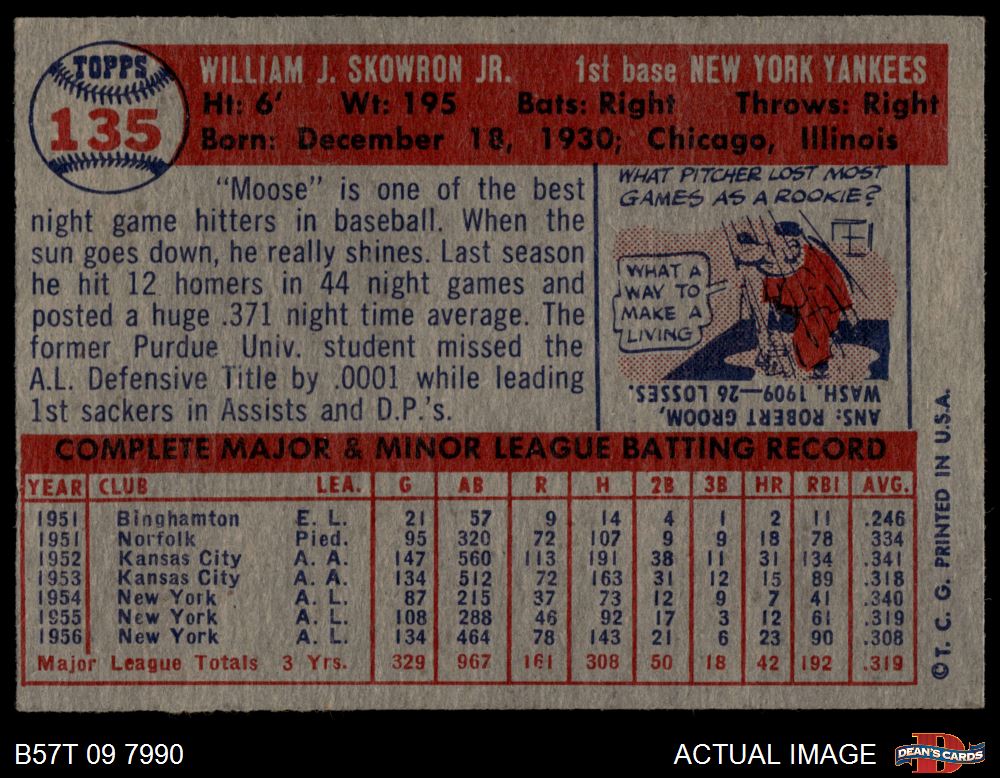 TOPPS
135
WILLIAM J. SKOWRON JR. 1st base NEW YORK YANKEES
Ht: 6' Wt: 195 Bats: Right Throws: Right
Born: December 18, 1930; Chicago, Illinois
"Moose" is one of the best
night game hitters in baseball. When the
sun goes down, he really shines. Last season
he hit 12 homers in 44 night games and
posted a huge .371 night time average. The
former Purdue Univ. student missed the
A.L. Defensive Title by .0001 while leading
1st sackers in Assists and D.P.'s.
WHAT PITCHER LOST MOST
GAMES AS A ROOKIE?
WHAT A
WAY TO
MAKE A
LIVING
ANS: ROBERT GROOM,
WASH. 1909-26 LOSSES.
COMPLETE MAJOR & MINOR LEAGUE BATTING RECORD
YEAR CLUB LEA. G AB R H 2B 3B HR RBI AVG.
1951 Binghamton E. L. 21 57 9 14 4 1 2 11 .246
1951 Norfolk Pied. 95 320 72 107 9 9 18 78 .334
1952 Kansas City A. A. 147 560 113 191 38 11 31 134 .341
1953 Kansas City A. A. 134 512 72 163 31 12 15 89 .318
1954 New York A. L. 87 215 37 73 12 9 7 41 .340
1955 New York A. L. 108 288 46 92 17 3 12 61 .319
1956 New York A. L. 134 464 78 143 21 6 23 90 .308
Major League Totals 3 Yrs. 329 967 161 308 50 18 42 192 .319
© T. C. G. PRINTED IN U.S.A.
B57T 09 7990
ACTUAL IMAGE
DEAN'S CARDS